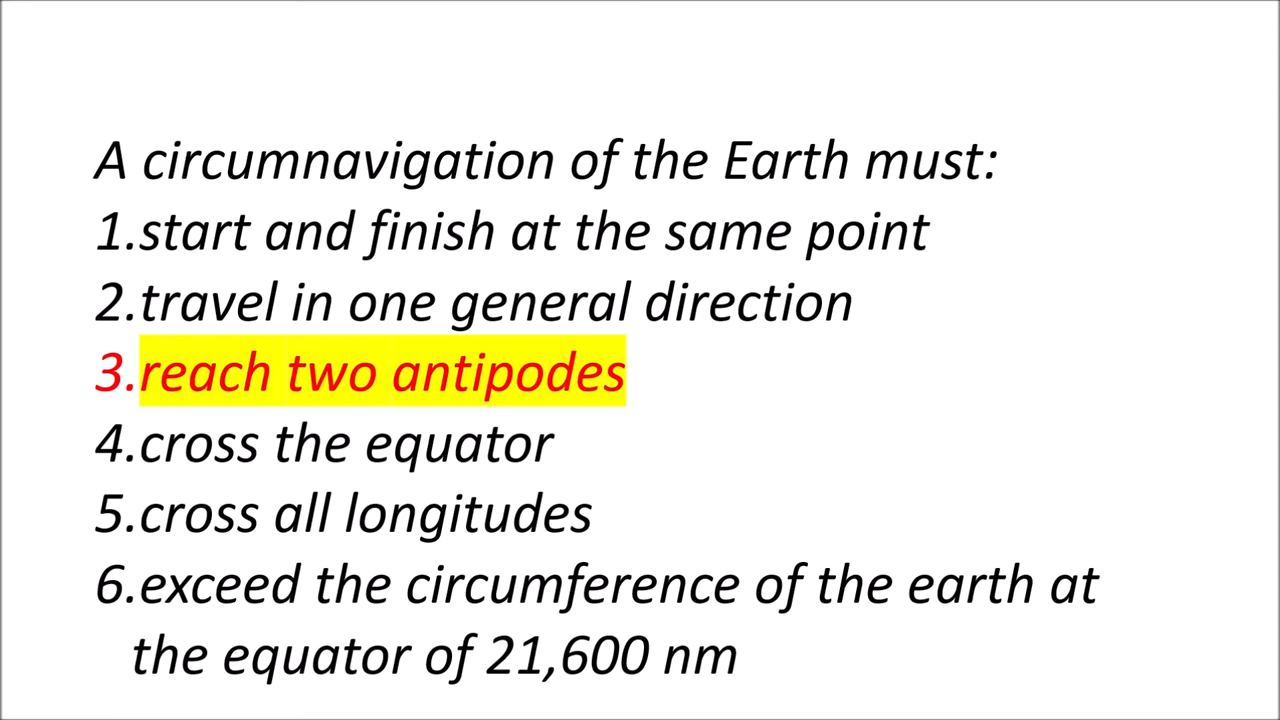 A circumnavigation of the Earth must:
1.start and finish at the same point
2.travel in one general direction
3.reach two antipodes
4.cross the equator
5.cross all longitudes
6.exceed the circumference of the earth at
the equator of 21,600 nm